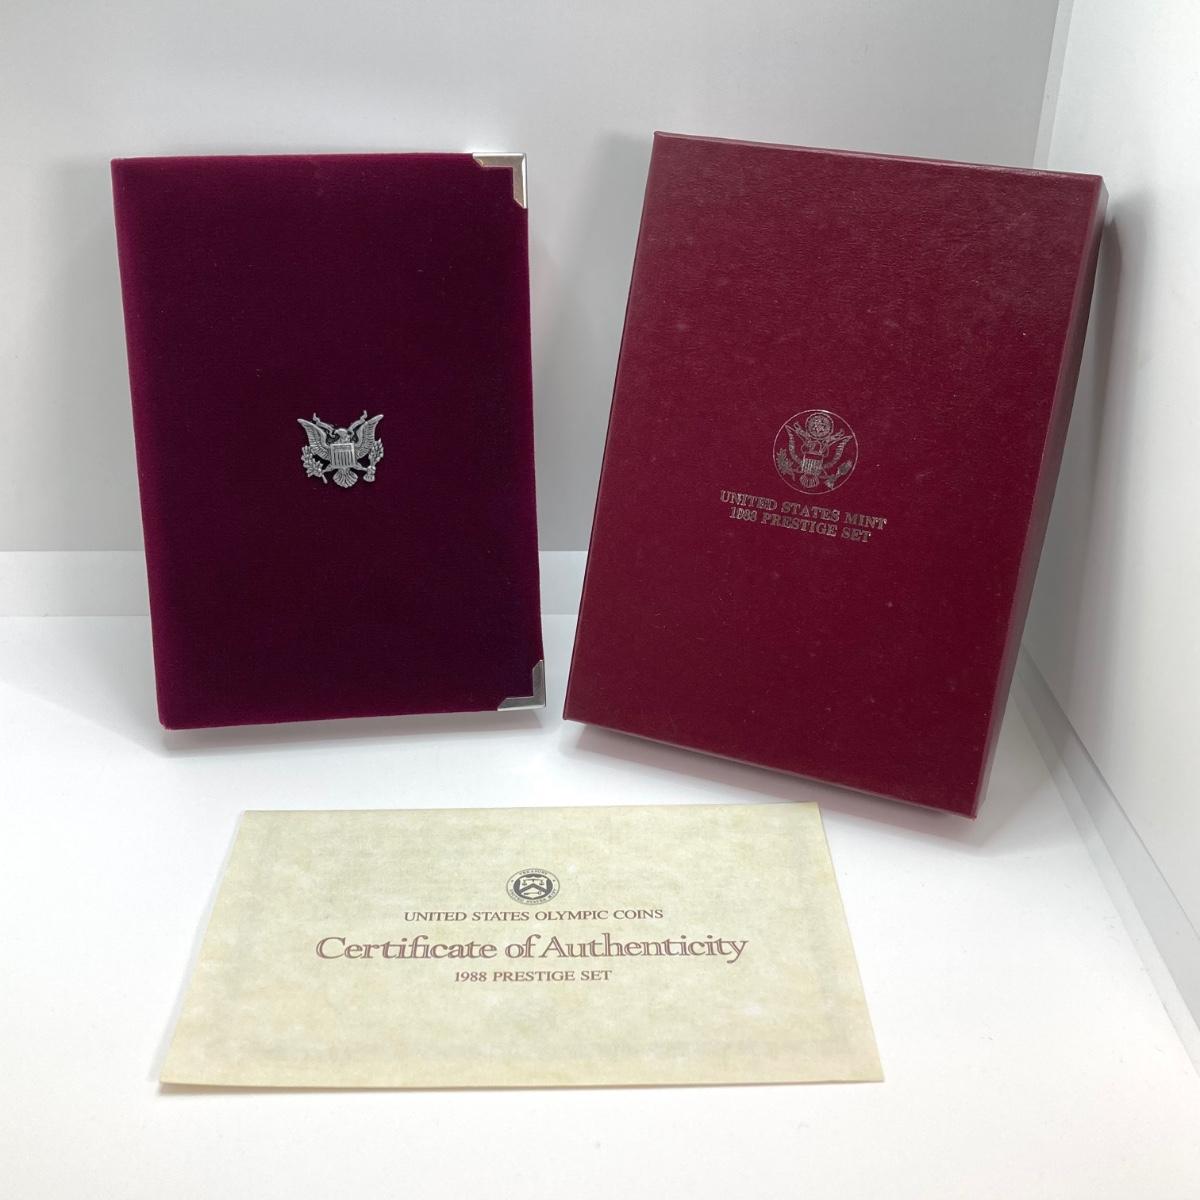 UNITED STATES MINT
1988 PRESTIGE SET
UNITED STATES OLYMPIC COINS
Certificate of Authenticity
1988 PRESTIGE SET